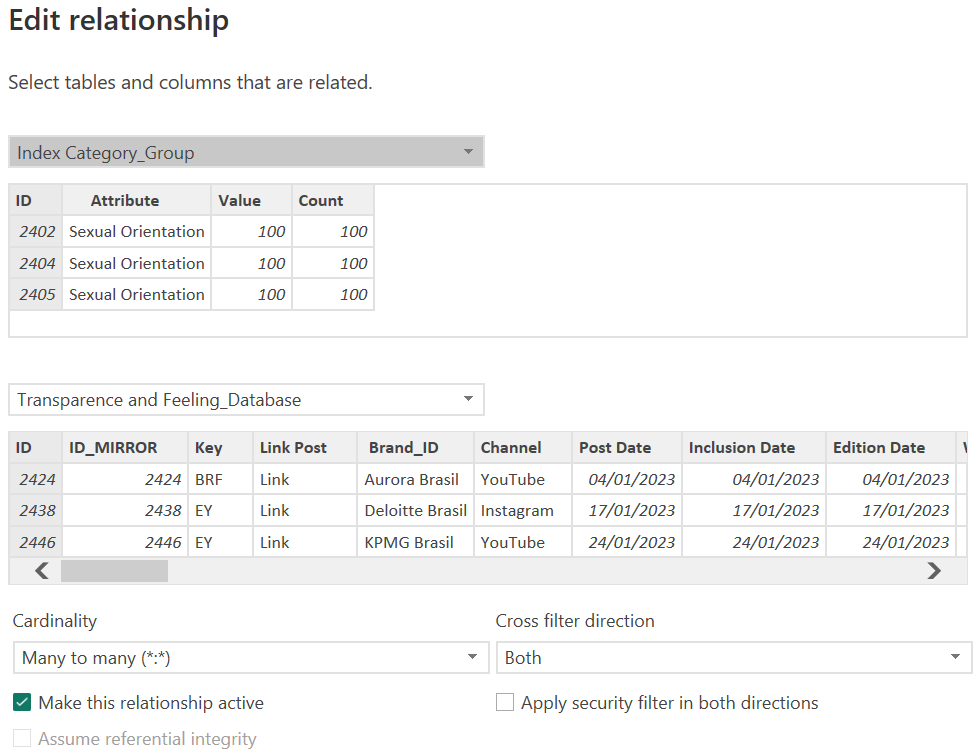 Edit relationship
Select tables and columns that are related.
Index Category_Group
ID Attribute Value Count
2402 Sexual Orientation 100 100
2404 Sexual Orientation 100 100
2405 Sexual Orientation 100 100
Transparence and Feeling_Database
ID ID_MIRROR Key Link Post Brand_ID Channel Post Date Inclusion Date Edition Date
2424 2424 BRF Link Aurora Brasil YouTube 04/01/2023 04/01/2023 04/01/2023
2438 2438 EY Link Deloitte Brasil Instagram 17/01/2023 17/01/2023 17/01/2023
2446 2446 EY Link KPMG Brasil YouTube 24/01/2023 24/01/2023 24/01/2023
Cardinality Cross filter direction
Many to many (*:*) Both
Make this relationship active Apply security filter in both directions
Assume referential integrity